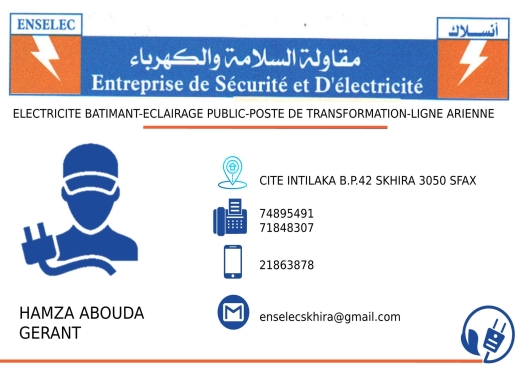 ENSELEC
أنسلاك
مقاولة السلامة والكهرباء
Entreprise de Sécurité et D'électricité
ELECTRICITE BATIMANT-ECLAIRAGE PUBLIC-POSTE DE TRANSFORMATION-LIGNE ARIENNE
CITE INTILAKA B.P.42 SKHIRA 3050 SFAX
74895491
71848307
21863878
enselecskhira@gmail.com
HAMZA ABOUDA
GERANT